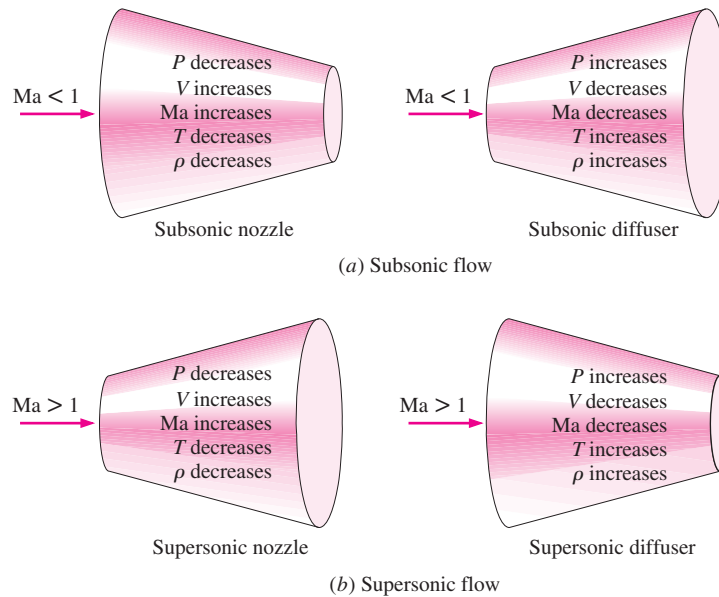 Ma < 1
P decreases
V increases
Ma increases
T decreases
ρ decreases
Subsonic nozzle
Ma < 1
P increases
V decreases
Ma decreases
T increases
ρ increases
Subsonic diffuser
(a) Subsonic flow
Ma > 1
P decreases
V increases
Ma increases
T decreases
ρ decreases
Supersonic nozzle
Ma > 1
P increases
V decreases
Ma decreases
T increases
ρ increases
Supersonic diffuser
(b) Supersonic flow